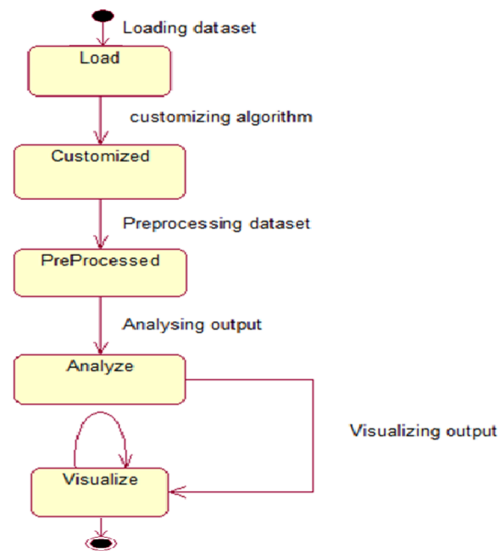 Loading dataset
Load
customizing algorithm
Customized
Preprocessing dataset
PreProcessed
Analysing output
Analyze
Visualizing output
Visualize